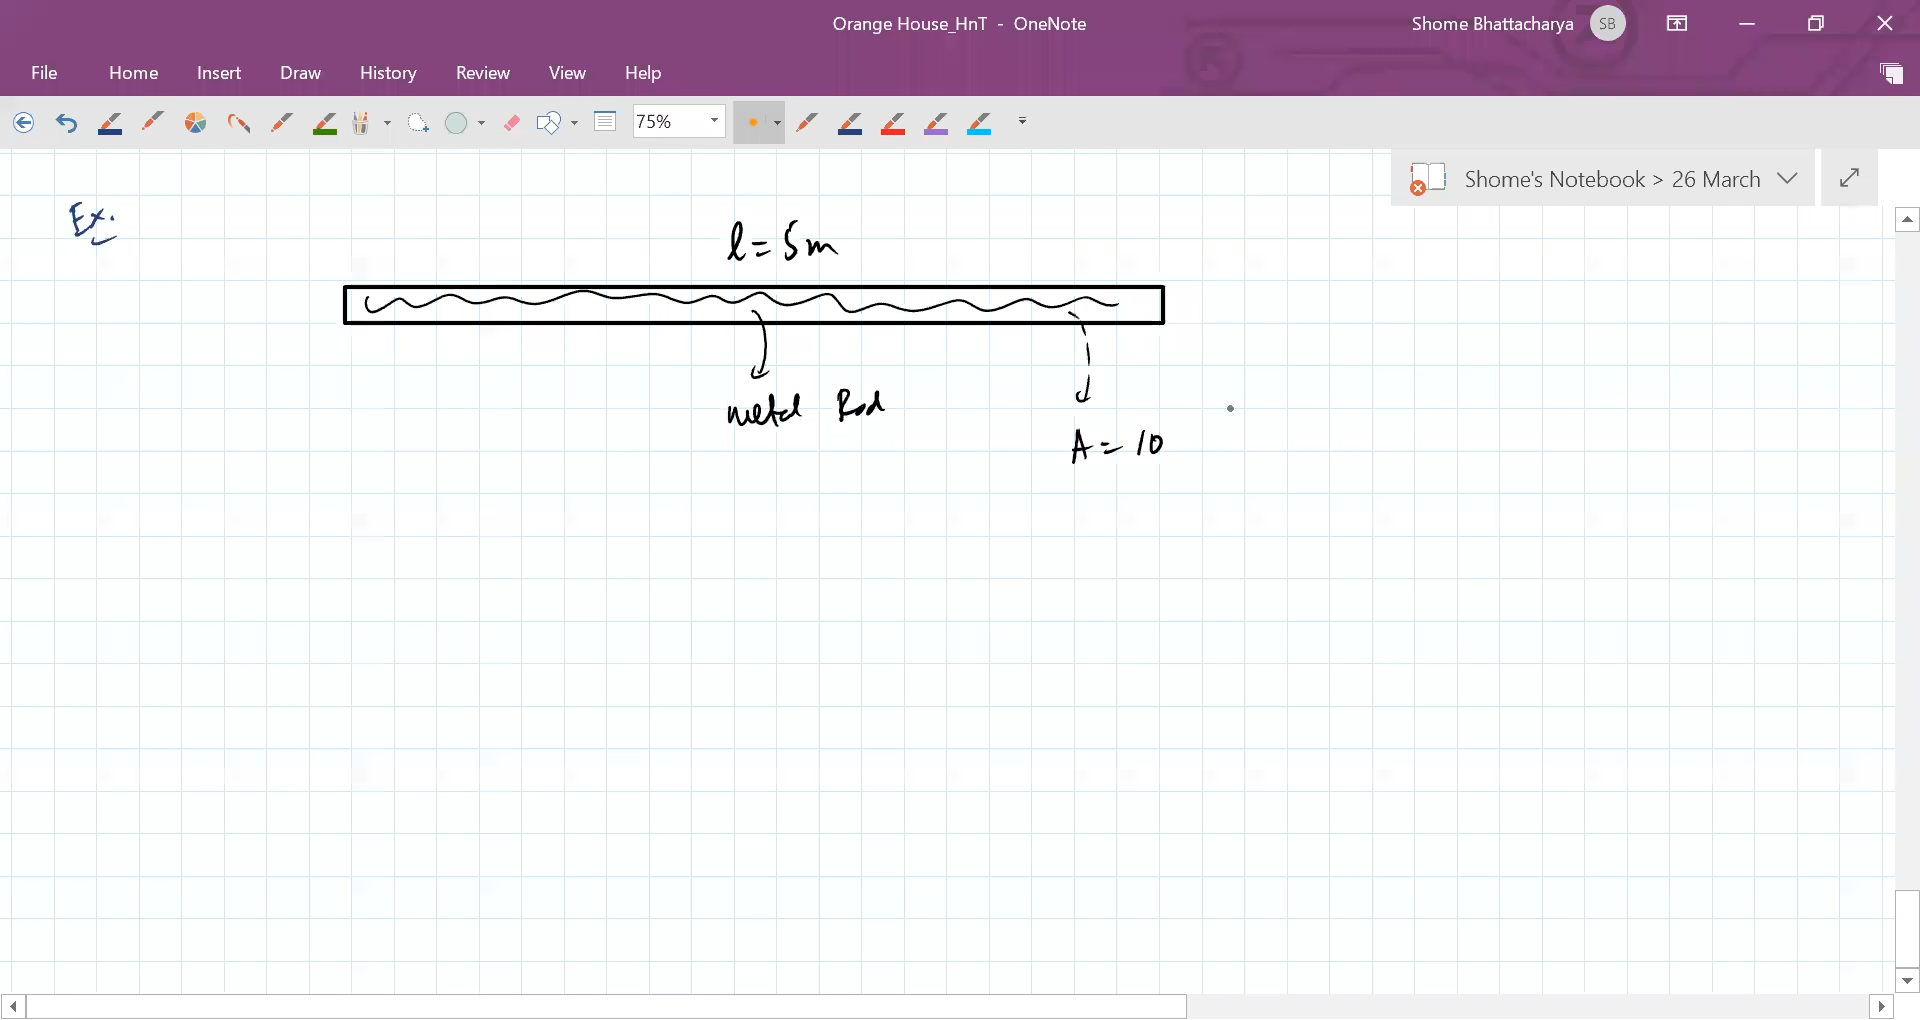 Orange House_HnT - OneNote
Shome Bhattacharya SB
File Home Insert Draw History Review View Help
75%
Shome's Notebook > 26 March
Ex.
l = 5m
metal Rod
A = 10